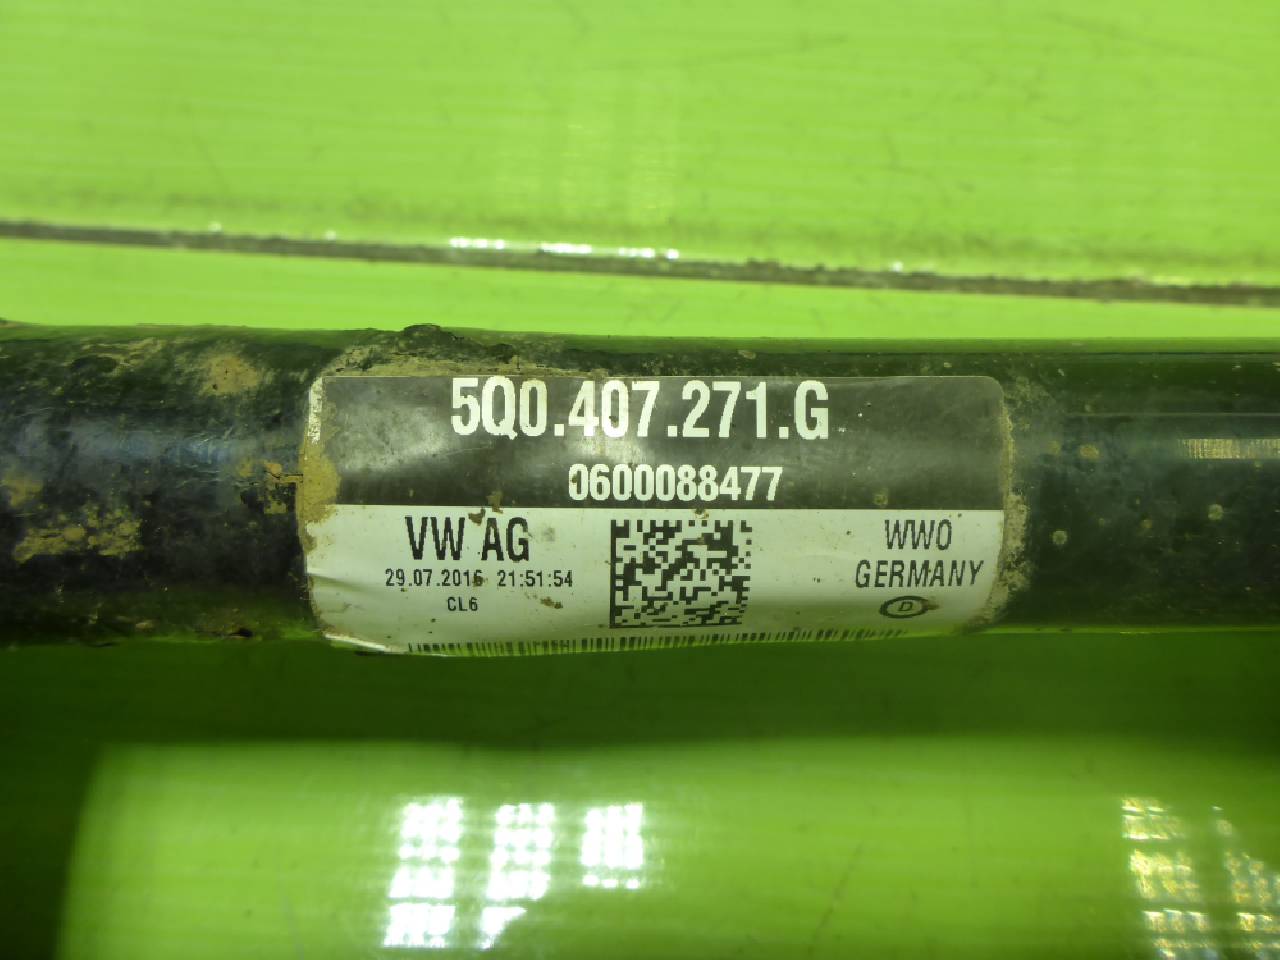 5Q0.407.271.G
0600088477
VW AG
29.07.2016 21:51:54
CL6
WWO
GERMANY
D